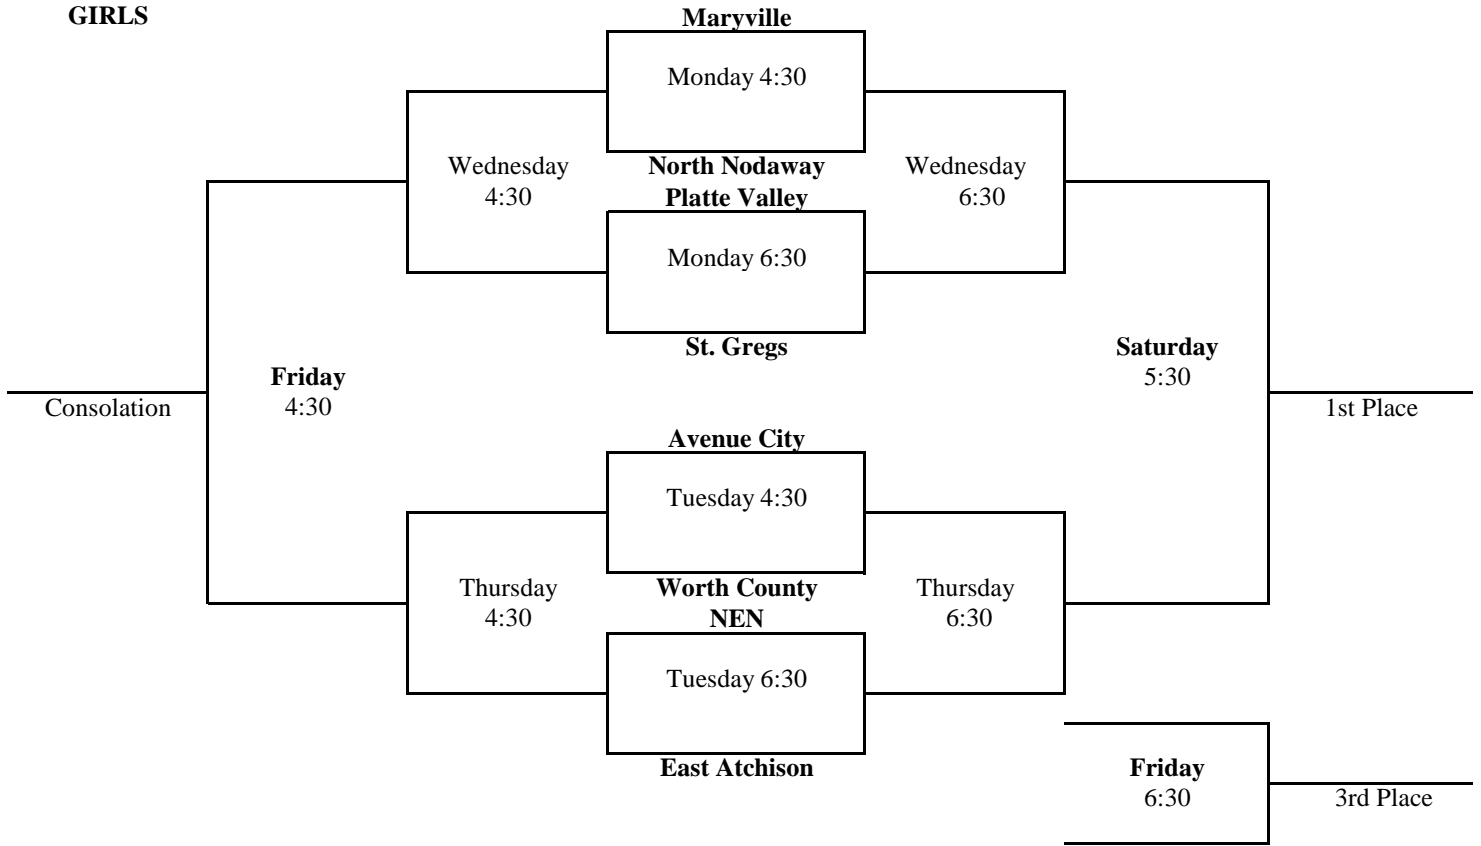 GIRLS
Maryville
Monday 4:30
Wednesday
4:30
North Nodaway
Platte Valley
Wednesday
6:30
Monday 6:30
St. Gregs
Saturday
5:30
Friday
4:30
Consolation
1st Place
Avenue City
Tuesday 4:30
Thursday
4:30
Worth County
NEN
Thursday
6:30
Tuesday 6:30
East Atchison
Friday
6:30
3rd Place